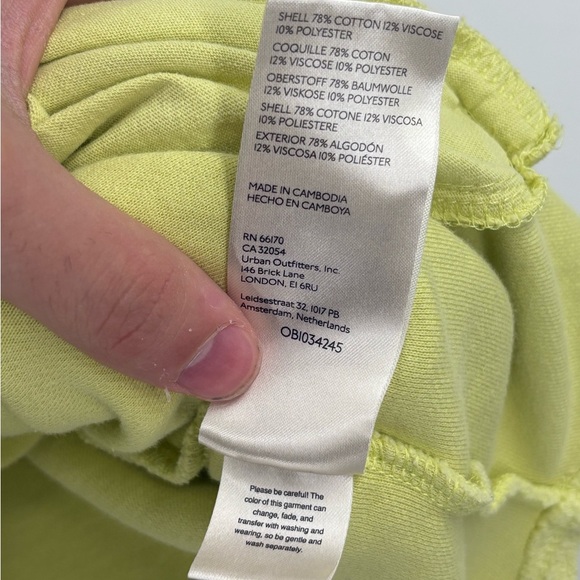 SHELL 78% COTTON 12% VISCOSE
10% POLYESTER
COQUILLE 78% COTON
12% VISCOSE 10% POLYESTER
OBERSTOFF 78% BAUMWOLLE
12% VISKOSE 10% POLYESTER
SHELL 78% COTONE 12% VISCOSA
10% POLIESTERE
EXTERIOR 78% ALGODÓN
12% VISCOSA 10% POLIÉSTER
MADE IN CAMBODIA
HECHO EN CAMBOYA
RN 66170
CA 32054
Urban Outfitters, Inc.
146 Brick Lane
LONDON, E1 6RU
Leidsestraat 32, 1017 PB
Amsterdam, Netherlands
OB1034245
Please be careful! The
color of this garment can
change, fade, and
transfer with washing and
wearing, so be gentle and
wash separately.